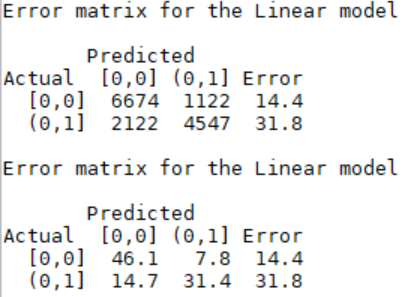 Error matrix for the Linear model
Predicted
Actual [0,0] (0,1] Error
[0,0] 6674 1122 14.4
(0,1] 2122 4547 31.8
Error matrix for the Linear model
Predicted
Actual [0,0] (0,1] Error
[0,0] 46.1 7.8 14.4
(0,1] 14.7 31.4 31.8